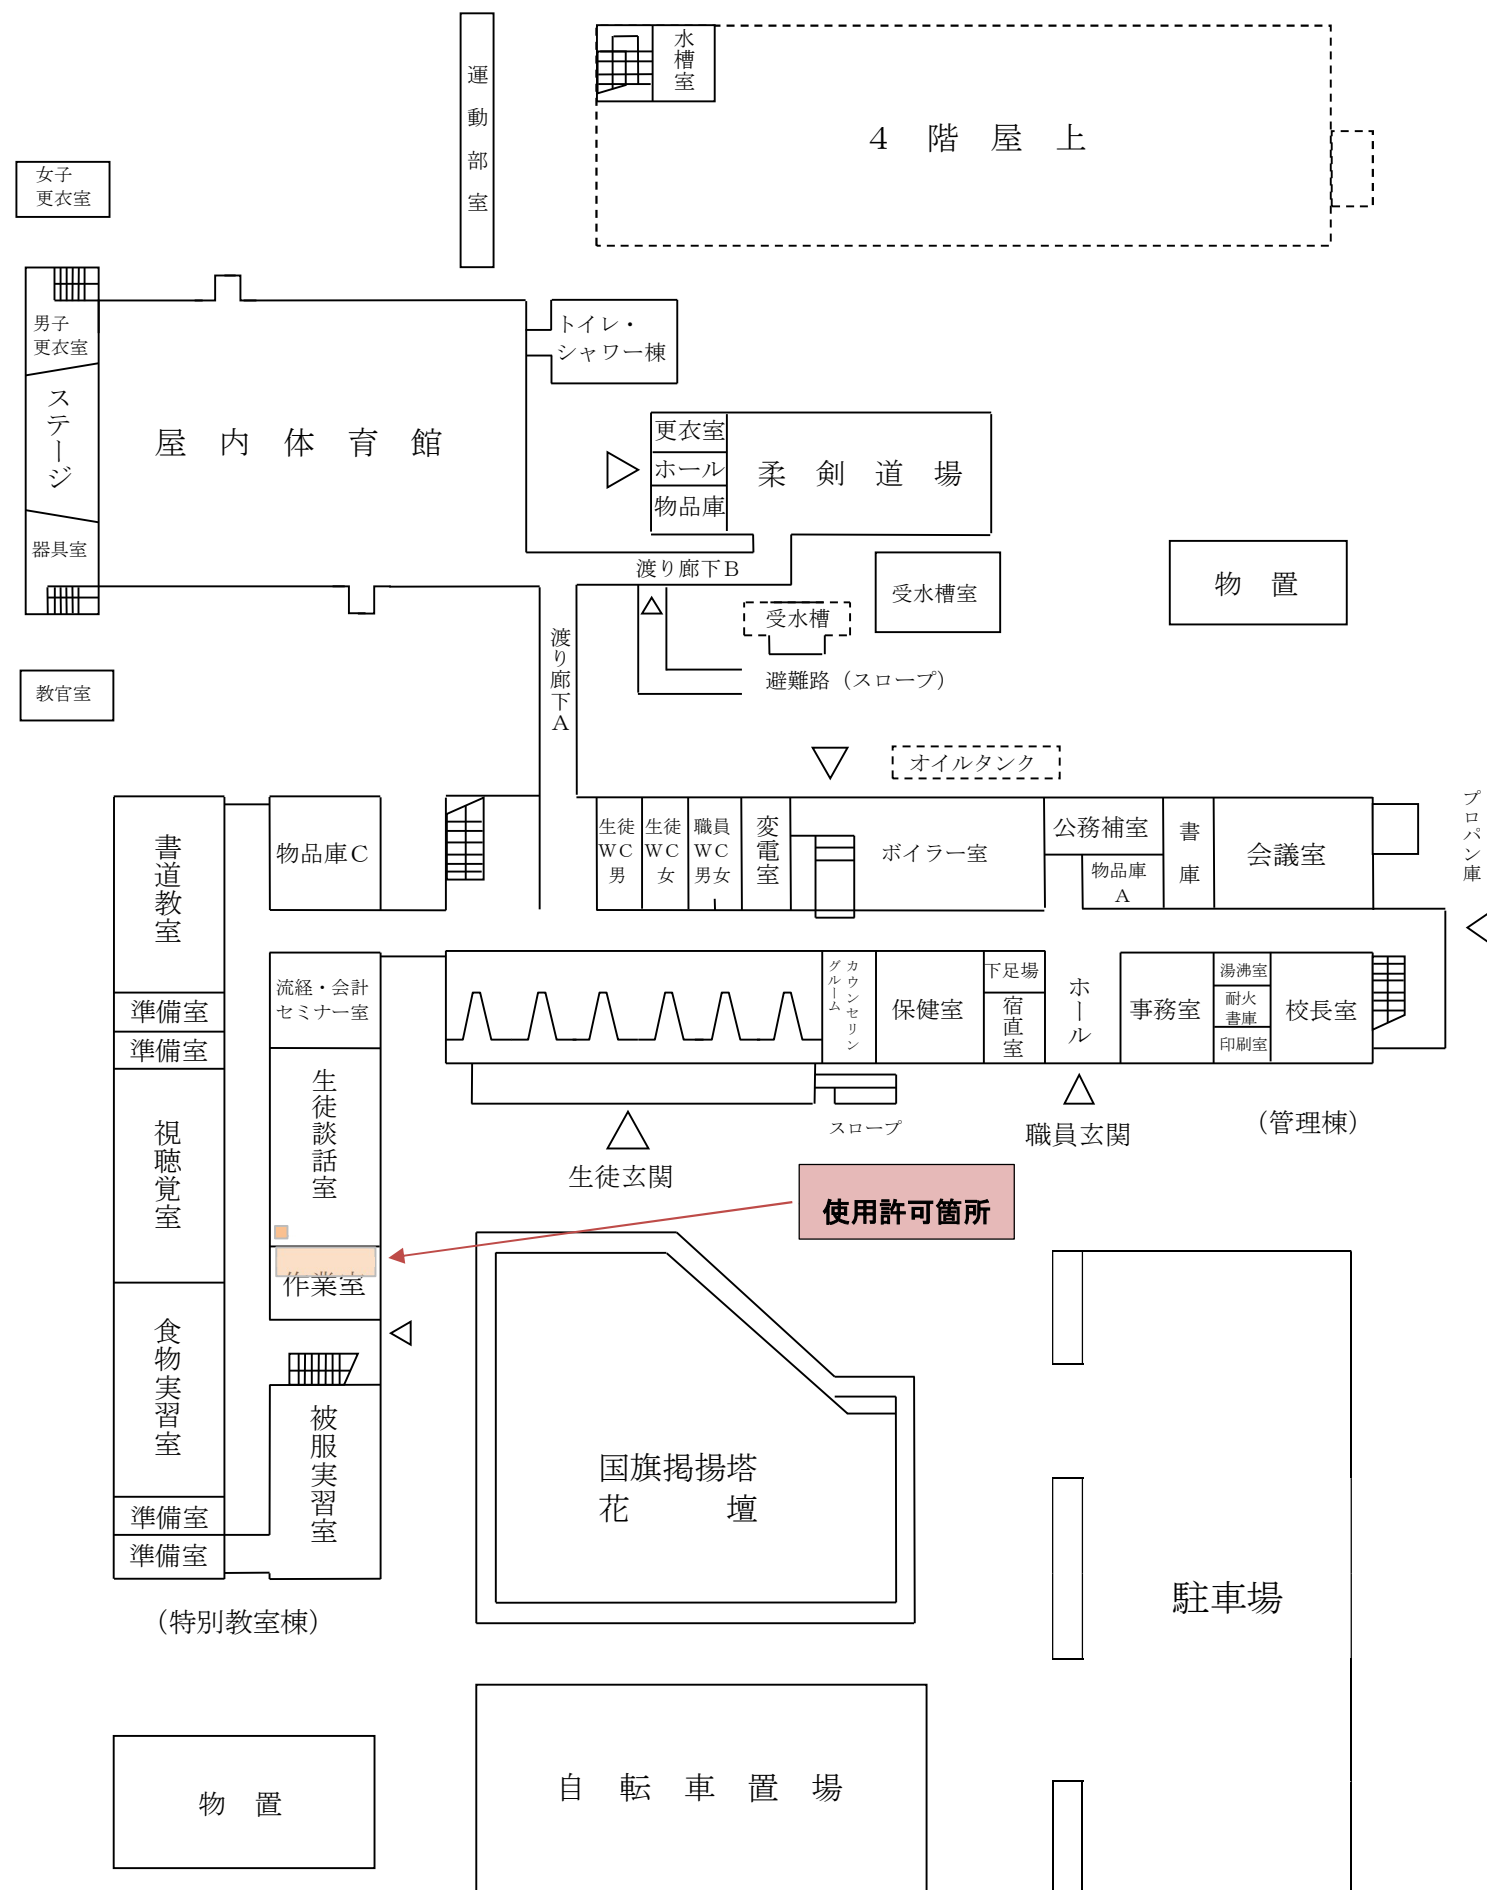 水槽室
４　階　屋　上
運動部室
女子
更衣室
男子
更衣室
ステージ
器具室
屋　内　体　育　館
トイレ・
シャワー棟
更衣室
ホール
物品庫
柔　剣　道　場
渡り廊下Ｂ
受水槽室
物　置
受水槽
避難路（スロープ）
渡り廊下Ａ
教官室
オイルタンク
プロパン庫
書道教室
物品庫Ｃ
生徒
ＷＣ
男
生徒
ＷＣ
女
職員
ＷＣ
男女
変電室
ボイラー室
公務補室
物品庫
Ａ
書庫
会議室
準備室
準備室
流経・会計
セミナー室
カウンセリン
グルーム
保健室
下足場
宿直室
ホール
事務室
湯沸室
耐火
書庫
印刷室
校長室
スロープ
職員玄関
（管理棟）
生徒玄関
視聴覚室
生徒談話室
使用許可箇所
作業室
食物実習室
被服実習室
準備室
準備室
（特別教室棟）
国旗掲揚塔
花　　　壇
駐車場
物　置
自　転　車　置　場